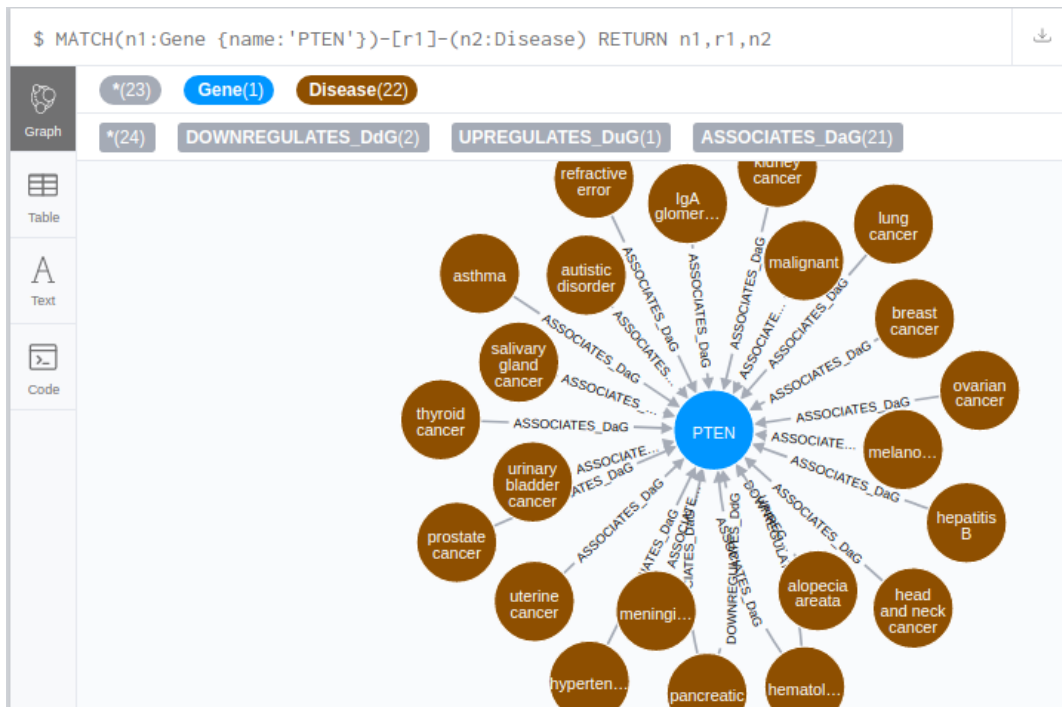 $ MATCH(n1:Gene {name:'PTEN'})-[r1]-(n2:Disease) RETURN n1,r1,n2
Graph
Table
Text
Code
*(23) Gene(1) Disease(22)
*(24) DOWNREGULATES_DdG(2) UPREGULATES_DuG(1) ASSOCIATES_DaG(21)
refractive
error
IgA
glomer…
kidney
cancer
lung
cancer
malignant
asthma
autistic
disorder
breast
cancer
salivary
gland
cancer
ovarian
cancer
thyroid
cancer
PTEN
melano…
urinary
bladder
cancer
hepatitis
B
prostate
cancer
uterine
cancer
meningi…
alopecia
areata
head
and neck
cancer
hyperten…
pancreatic
hematol…
ASSOCIATES_DaG
ASSOCIATES_DaG
ASSOCIATES_DaG
ASSOCIATE…
ASSOCIATES_DaG
ASSOCIATES_DaG
ASSOCIATES…
ASSOCIATES_DaG
ASSOCIATES_…
ASSOCIATES_DaG
ASSOCIATES_DaG
ASSOCIATE…
ASSOCIATES_DaG
ASSOCIATE…
ASSOCIATES_DaG
ASSOCIATES_DaG
DOWNREGULATES_DdG